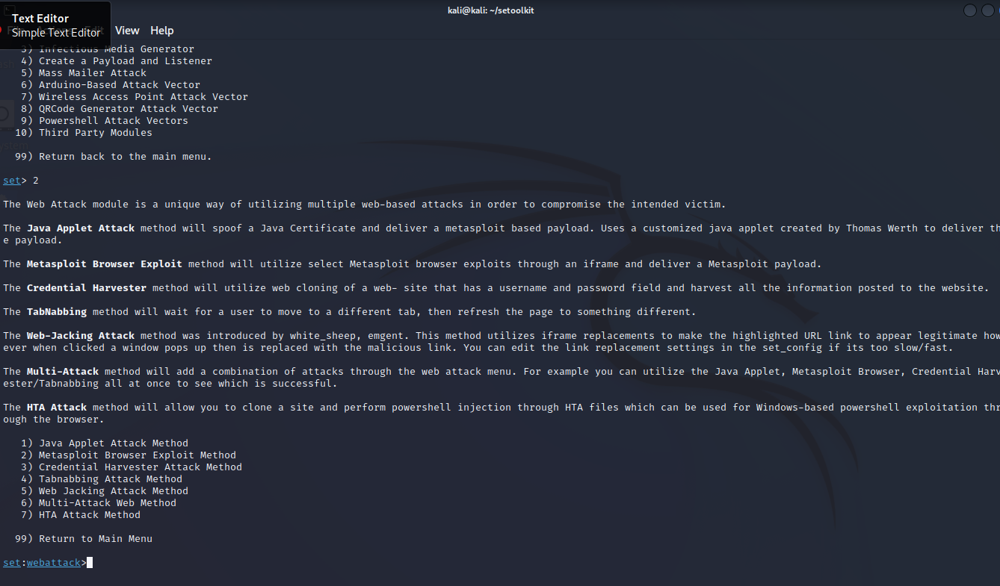 kali@kali: ~/setoolkit
Text Editor
Simple Text Editor
View Help
3) Infectious Media Generator
4) Create a Payload and Listener
5) Mass Mailer Attack
6) Arduino-Based Attack Vector
7) Wireless Access Point Attack Vector
8) QRCode Generator Attack Vector
9) Powershell Attack Vectors
10) Third Party Modules
99) Return back to the main menu.
set> 2
The Web Attack module is a unique way of utilizing multiple web-based attacks in order to compromise the intended victim.
The Java Applet Attack method will spoof a Java Certificate and deliver a metasploit based payload. Uses a customized java applet created by Thomas Werth to deliver th
e payload.
The Metasploit Browser Exploit method will utilize select Metasploit browser exploits through an iframe and deliver a Metasploit payload.
The Credential Harvester method will utilize web cloning of a web- site that has a username and password field and harvest all the information posted to the website.
The TabNabbing method will wait for a user to move to a different tab, then refresh the page to something different.
The Web-Jacking Attack method was introduced by white_sheep, emgent. This method utilizes iframe replacements to make the highlighted URL link to appear legitimate how
ever when clicked a window pops up then is replaced with the malicious link. You can edit the link replacement settings in the set_config if its too slow/fast.
The Multi-Attack method will add a combination of attacks through the web attack menu. For example you can utilize the Java Applet, Metasploit Browser, Credential Harv
ester/Tabnabbing all at once to see which is successful.
The HTA Attack method will allow you to clone a site and perform powershell injection through HTA files which can be used for Windows-based powershell exploitation thr
ough the browser.
1) Java Applet Attack Method
2) Metasploit Browser Exploit Method
3) Credential Harvester Attack Method
4) Tabnabbing Attack Method
5) Web Jacking Attack Method
6) Multi-Attack Web Method
7) HTA Attack Method
99) Return to Main Menu
set:webattack>